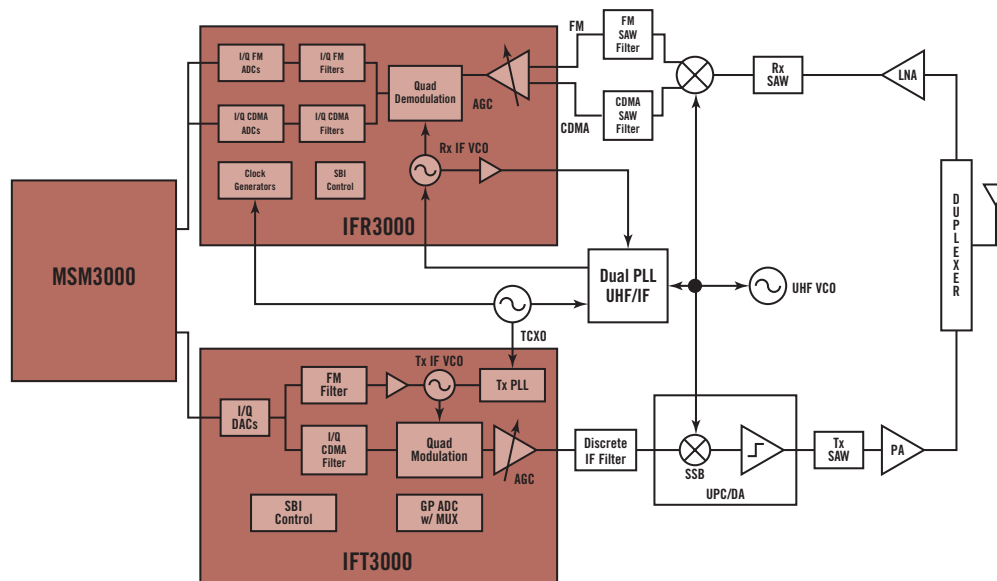 MSM3000
I/Q FM
ADCs
I/Q FM
Filters
I/Q CDMA
ADCs
I/Q CDMA
Filters
Quad
Demodulation
AGC
Rx IF VCO
Clock
Generators
SBI
Control
IFR3000
FM
FM
SAW
Filter
CDMA
CDMA
SAW
Filter
Rx
SAW
LNA
DUPLEXER
Dual PLL
UHF/IF
UHF VCO
TCXO
I/Q
DACs
FM
Filter
Tx IF VCO
Tx PLL
I/Q
CDMA
Filter
Quad
Modulation
AGC
SBI
Control
GP ADC
w/ MUX
IFT3000
Discrete
IF Filter
SSB
UPC/DA
Tx
SAW
PA